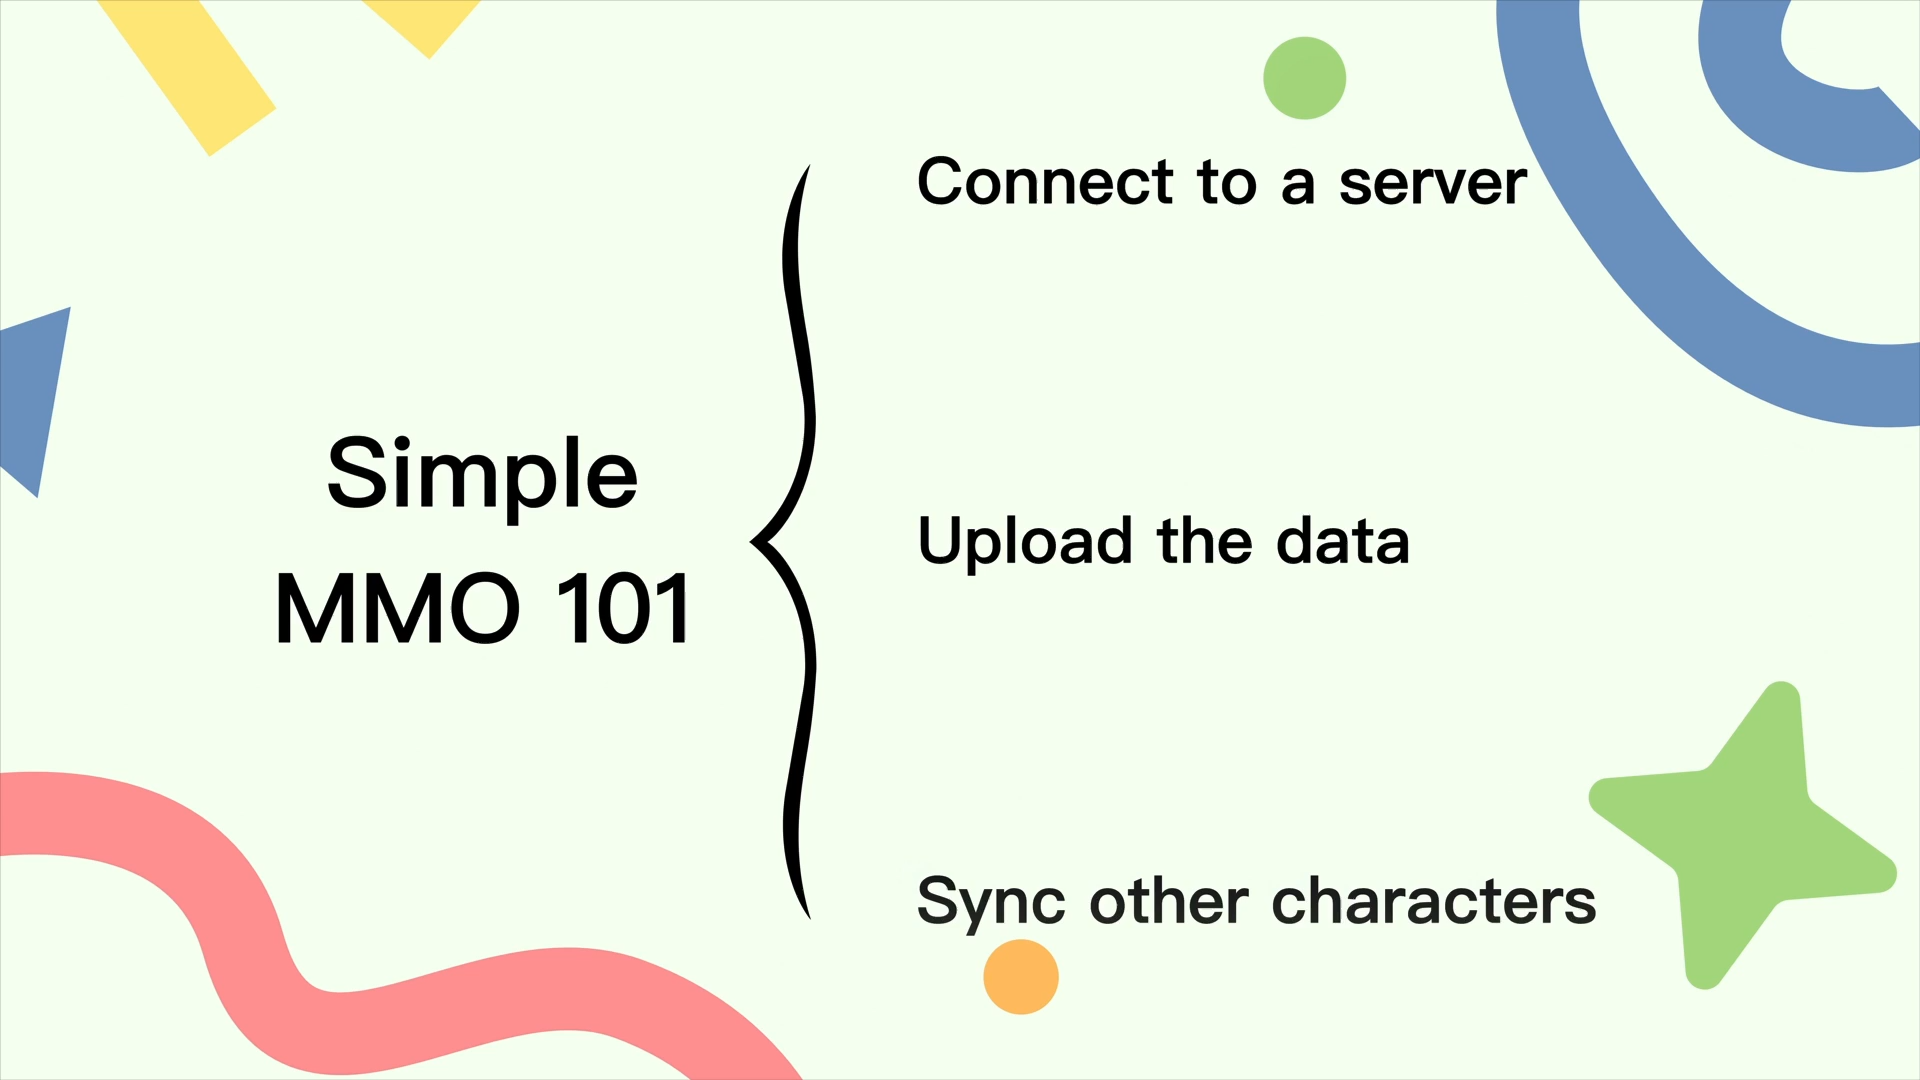 Simple
MMO 101
Connect to a server
Upload the data
Sync other characters